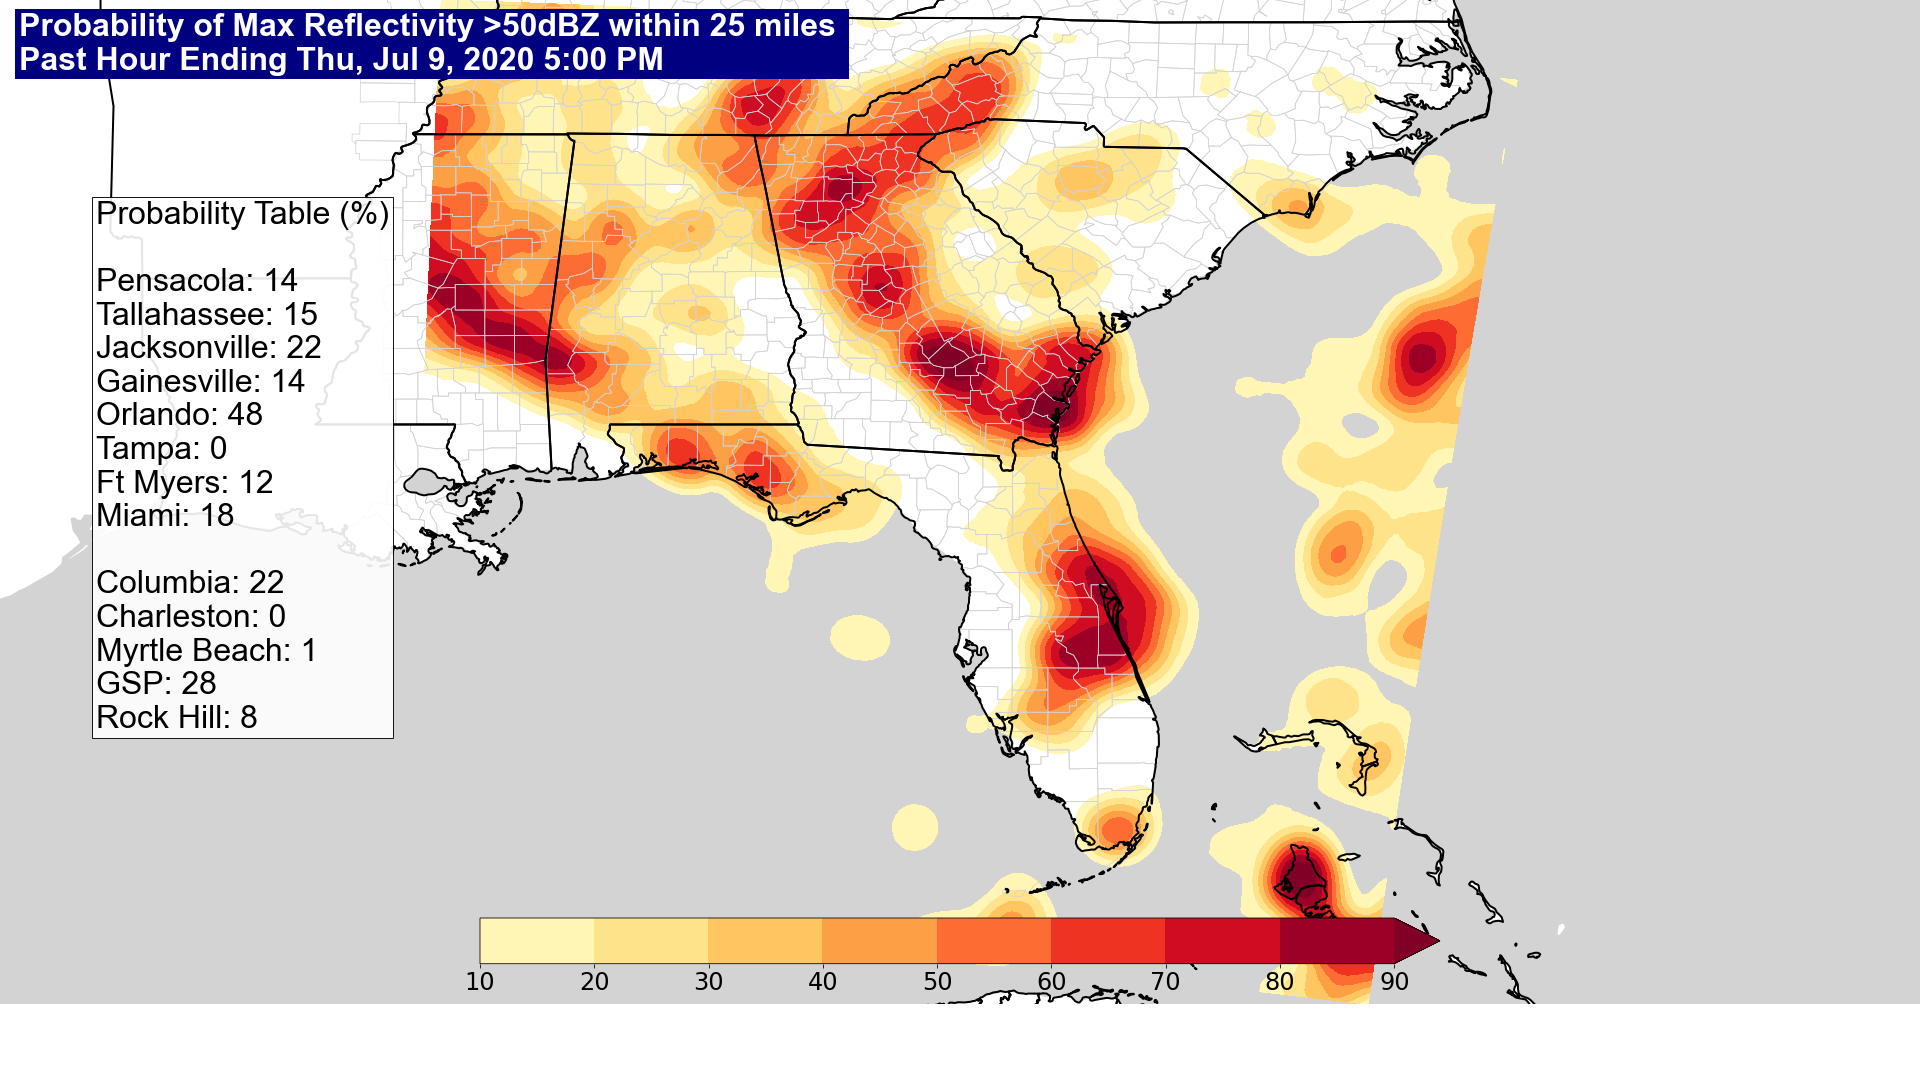 Probability of Max Reflectivity >50dBZ within 25 miles
Past Hour Ending Thu, Jul 9, 2020 5:00 PM
Probability Table (%)
Pensacola: 14
Tallahassee: 15
Jacksonville: 22
Gainesville: 14
Orlando: 48
Tampa: 0
Ft Myers: 12
Miami: 18
Columbia: 22
Charleston: 0
Myrtle Beach: 1
GSP: 28
Rock Hill: 8
10 20 30 40 50 60 70 80 90